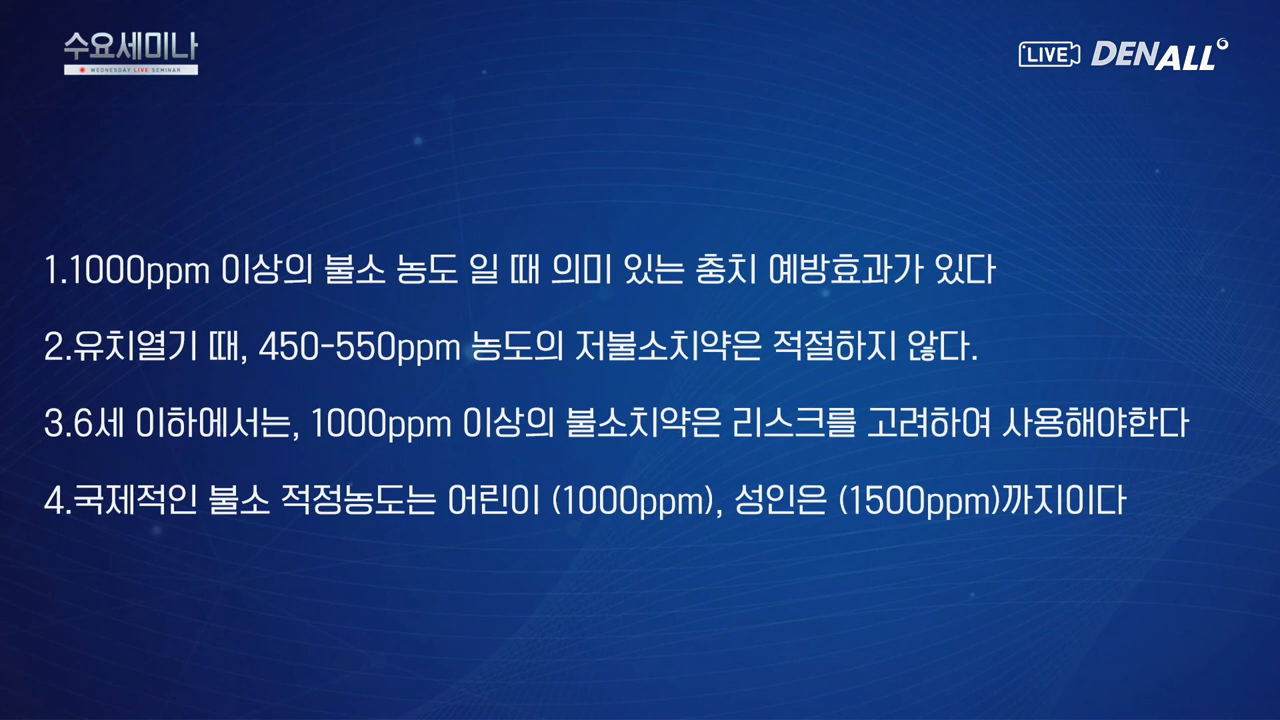 수요세미나
WEDNESDAY LIVE SEMINAR
LIVE DENALL
1.1000ppm 이상의 불소 농도 일 때 의미 있는 충치 예방효과가 있다
2.유치열기 때, 450-550ppm 농도의 저불소치약은 적절하지 않다.
3.6세 이하에서는, 1000ppm 이상의 불소치약은 리스크를 고려하여 사용해야한다
4.국제적인 불소 적정농도는 어린이 (1000ppm), 성인은 (1500ppm)까지이다